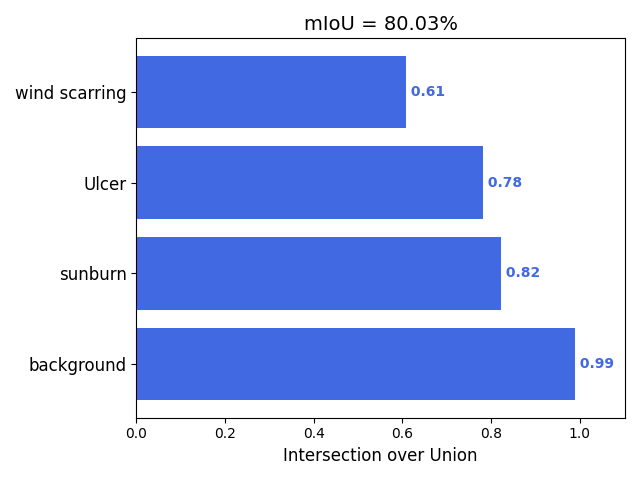 mIoU = 80.03%
wind scarring 0.61
Ulcer 0.78
sunburn 0.82
background 0.99
0.0 0.2 0.4 0.6 0.8 1.0
Intersection over Union